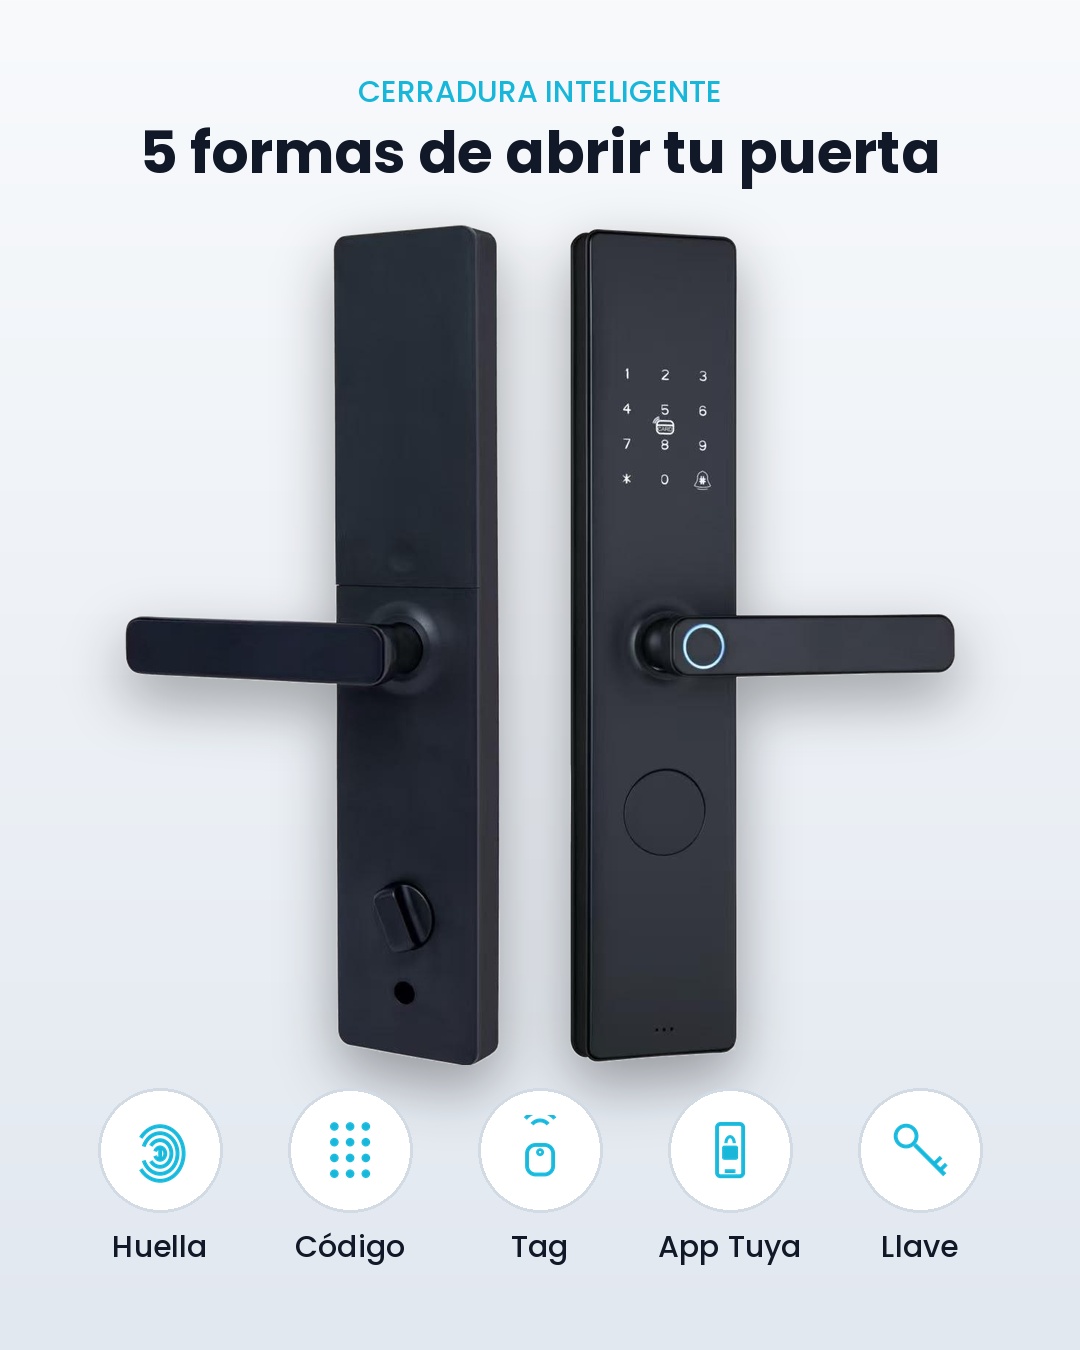 CERRADURA INTELIGENTE
5 formas de abrir tu puerta
1 2 3
4 5 6
CARD
7 8 9
* 0 #
Huella Código Tag App Tuya Llave